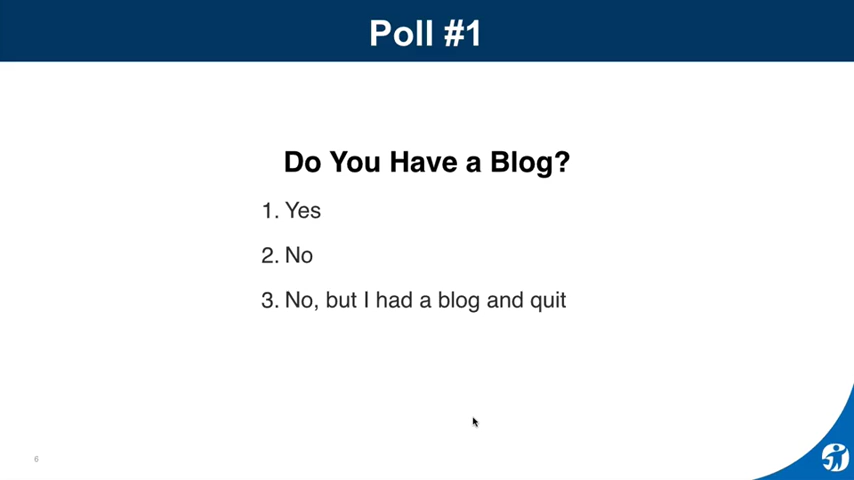 Poll #1
Do You Have a Blog?
1. Yes
2. No
3. No, but I had a blog and quit
6